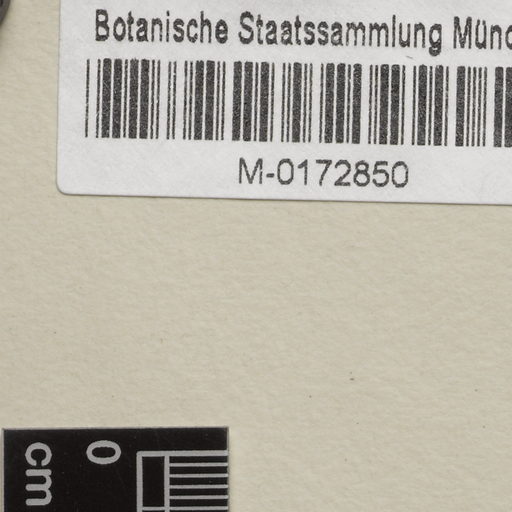 Botanische Staatssammlung Münc
M-0172850
0
cm